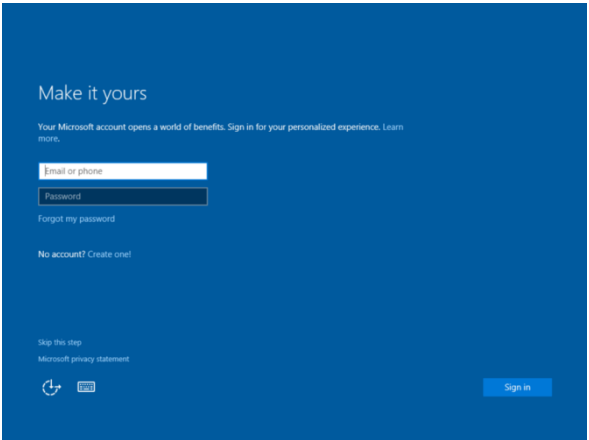 Make it yours
Your Microsoft account opens a world of benefits. Sign in for your personalized experience. Learn
more.
Email or phone
Password
Forgot my password
No account? Create one!
Skip this step
Microsoft privacy statement
Sign in